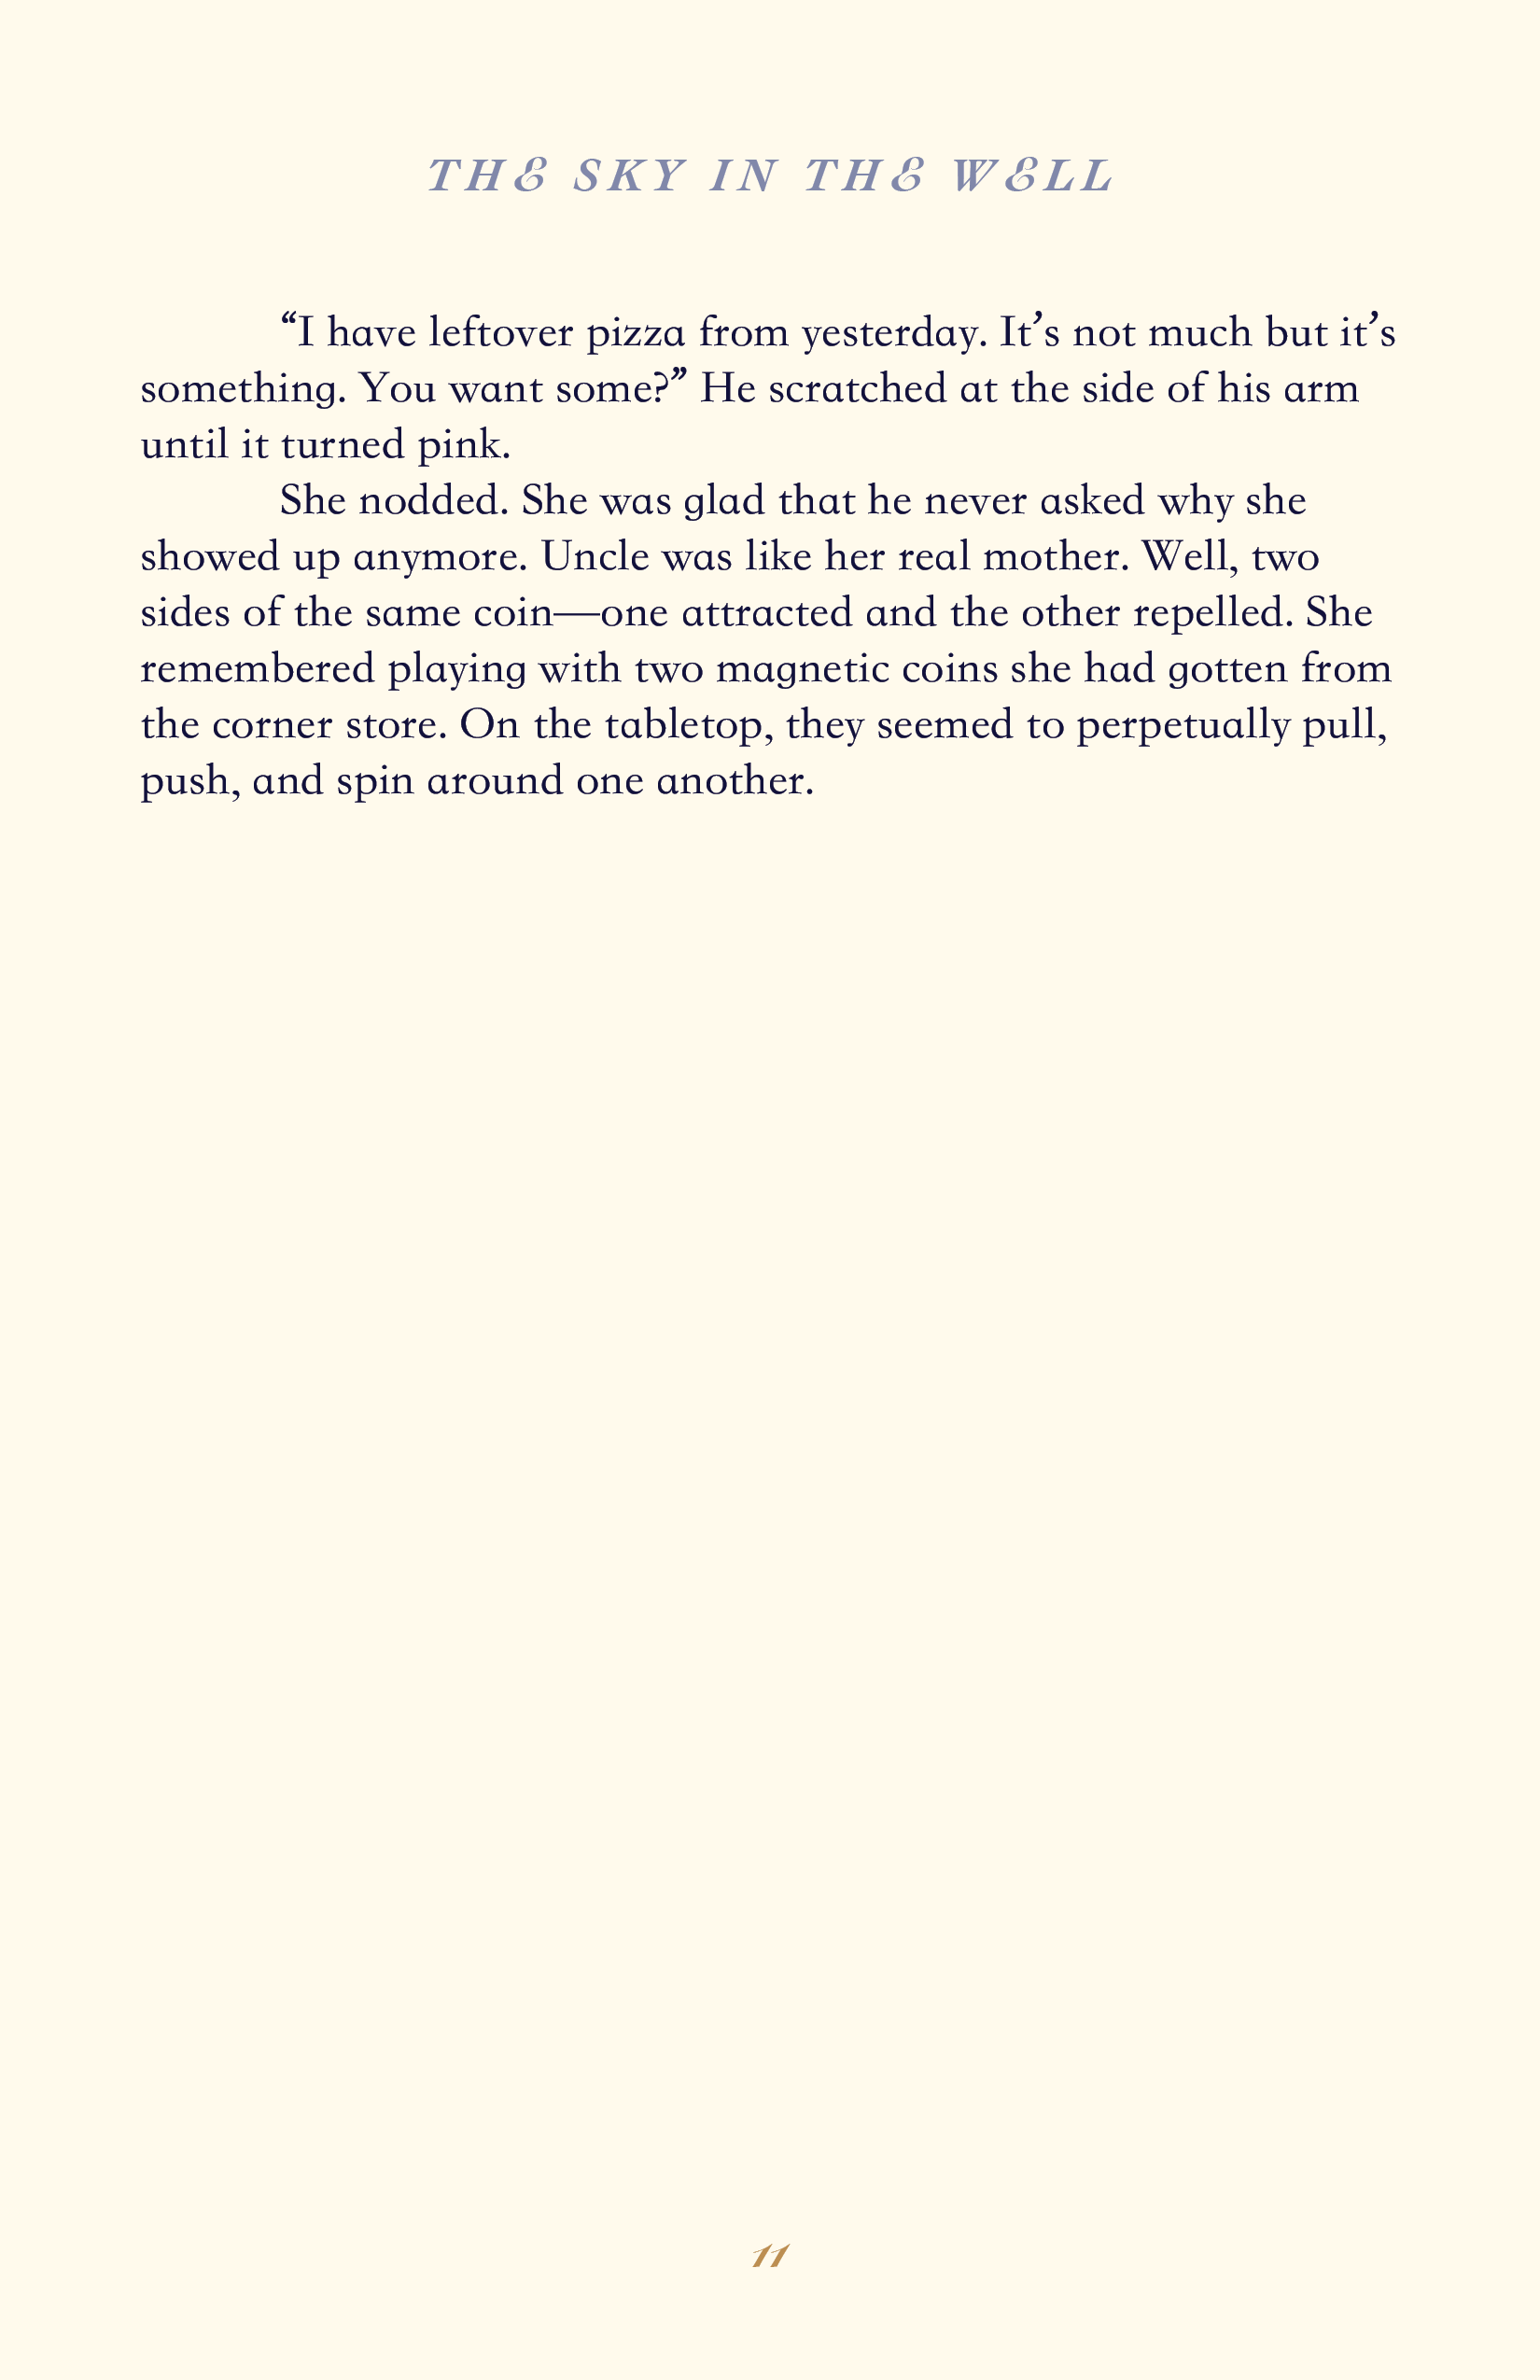 THE SKY IN THE WELL
“I have leftover pizza from yesterday. It’s not much but it’s
something. You want some?” He scratched at the side of his arm
until it turned pink.
She nodded. She was glad that he never asked why she
showed up anymore. Uncle was like her real mother. Well, two
sides of the same coin—one attracted and the other repelled. She
remembered playing with two magnetic coins she had gotten from
the corner store. On the tabletop, they seemed to perpetually pull,
push, and spin around one another.
11